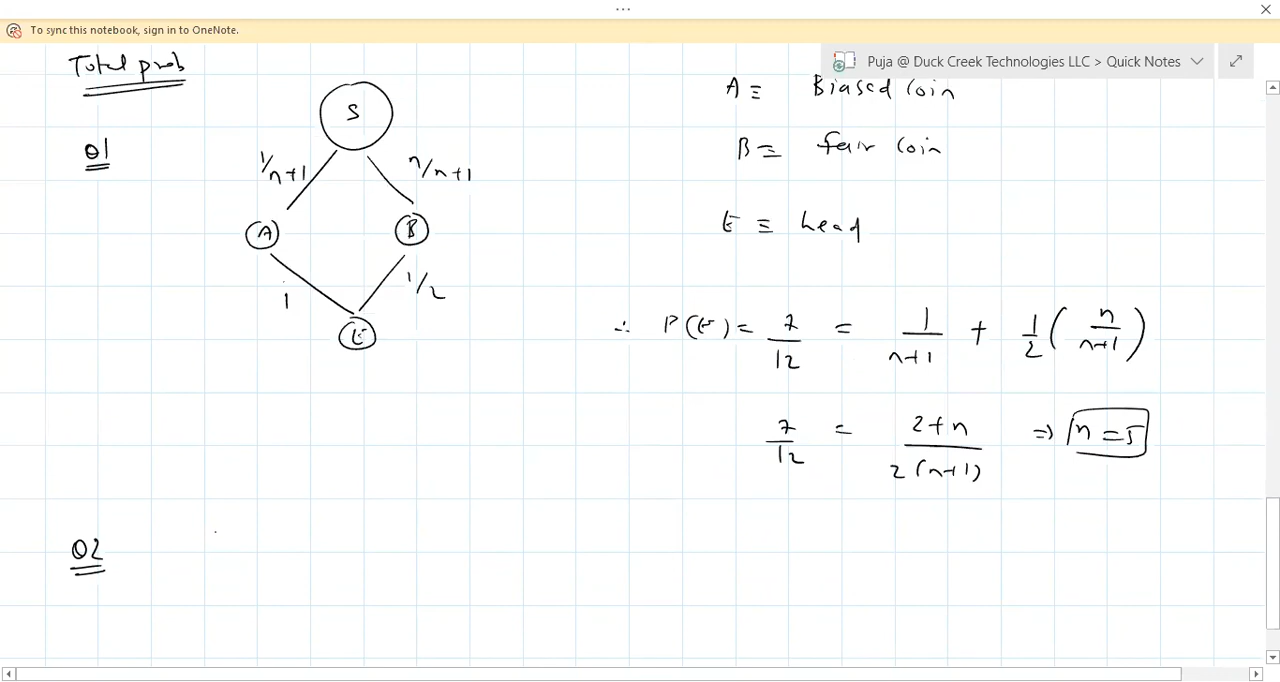 ...
To sync this notebook, sign in to OneNote.
Puja @ Duck Creek Technologies LLC > Quick Notes
Total prob
Q1
S
1/n+1
n/n+1
A
B
1
1/2
E
A ≡ Biased Coin
B ≡ fair coin
E ≡ head
∴ P(E) = 7/12 = 1/n+1 + 1/2 (n/n+1)
7/12 = 2+n/2(n+1) ⇒ n = 5
Q2